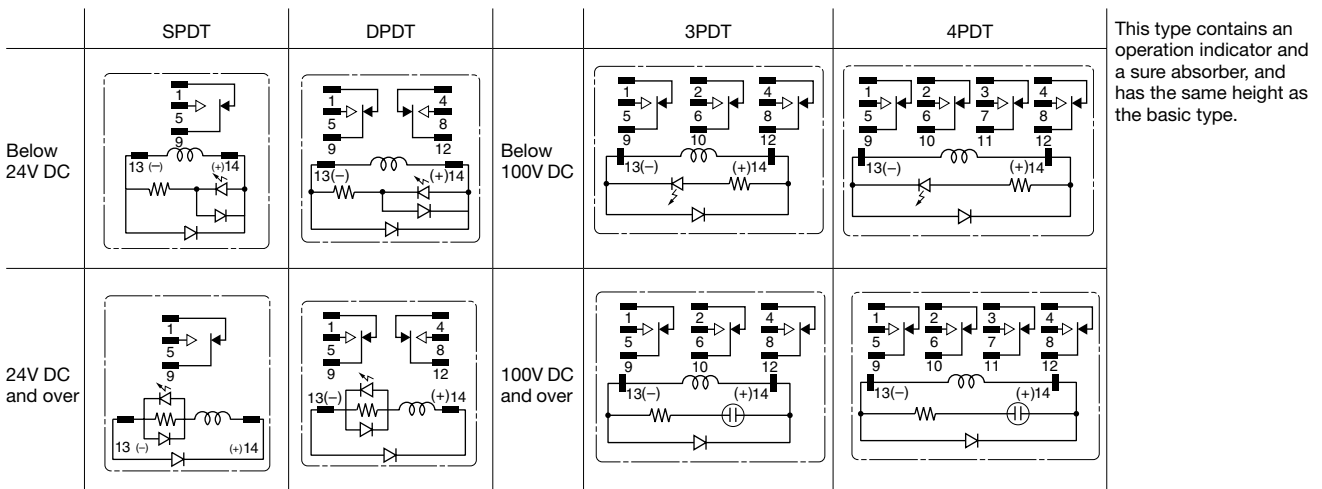 SPDT DPDT 3PDT 4PDT
This type contains an
operation indicator and
a sure absorber, and
has the same height as
the basic type.
Below
24V DC
1
5
9
13 (–) (+)14
1 4
5 8
9 12
13(–) (+)14
Below
100V DC
1 2 4
5 6 8
9 10 12
13(–) (+)14
1 2 3 4
5 6 7 8
9 10 11 12
13(–) (+)14
24V DC
and over
1
5
9
13 (–) (+)14
1 4
5 8
9 12
13(–) (+)14
100V DC
and over
1 2 4
5 6 8
9 10 12
13(–) (+)14
1 2 3 4
5 6 7 8
9 10 11 12
13(–) (+)14